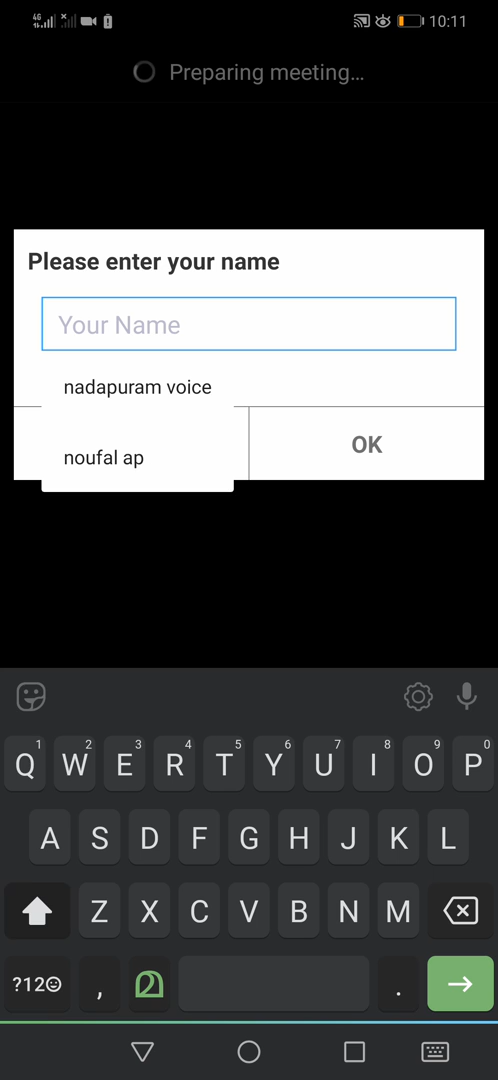 4G 10:11
Preparing meeting...
Please enter your name
Your Name
nadapuram voice
noufal ap
OK
1 2 3 4 5 6 7 8 9 0
Q W E R T Y U I O P
A S D F G H J K L
Z X C V B N M
?12☺ , മ .